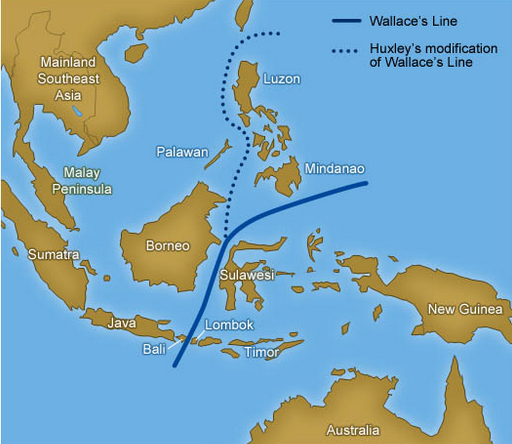 Wallace's Line
Huxley's modification
of Wallace's Line
Mainland
Southeast
Asia
Luzon
Palawan
Mindanao
Malay
Peninsula
Borneo
Sumatra
Sulawesi
New Guinea
Java
Lombok
Bali
Timor
Australia